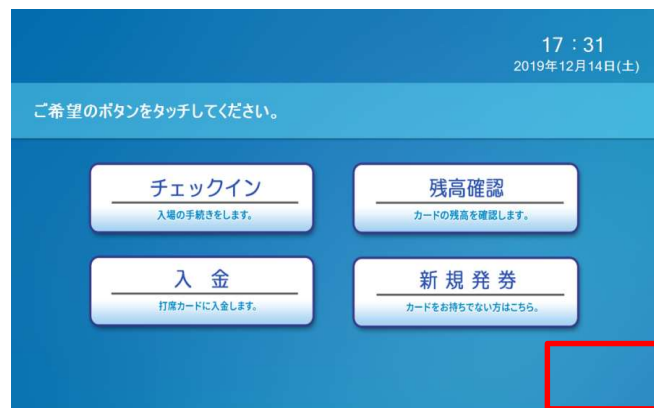 17：31
2019年12月14日(土)
ご希望のボタンをタッチしてください。
チェックイン
入場の手続きをします。
残高確認
カードの残高を確認します。
入 金
打席カードに入金します。
新 規 発 券
カードをお持ちでない方はこちら。